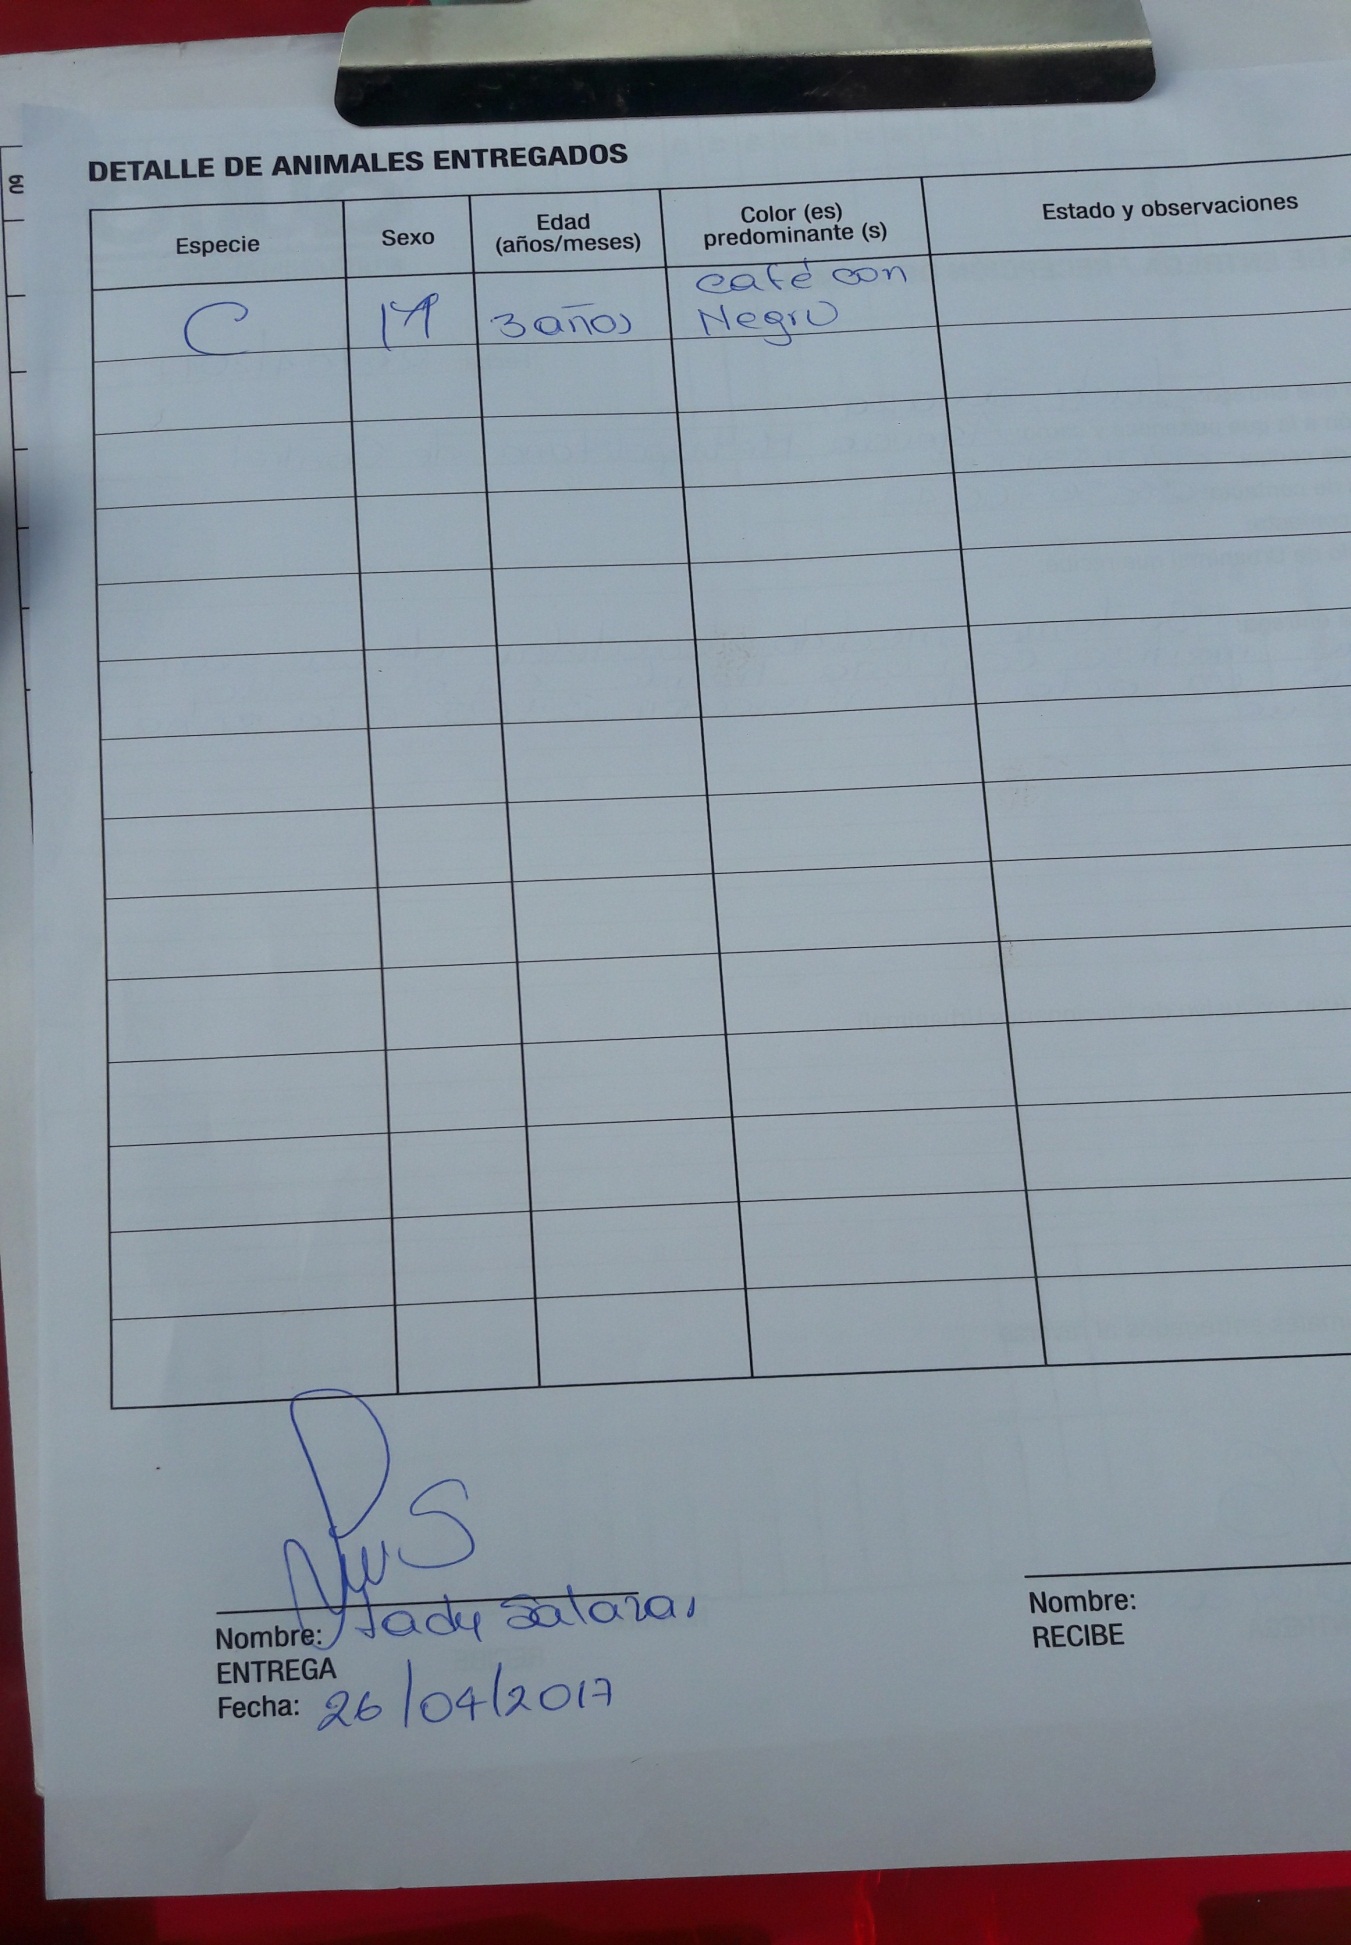 DETALLE DE ANIMALES ENTREGADOS
Especie
Sexo
Edad
(años/meses)
Color (es)
predominante (s)
Estado y observaciones
C
M
3 años
café con
Negro
Nombre: Jady Salazar
ENTREGA
Fecha: 26/04/2017
Nombre:
RECIBE